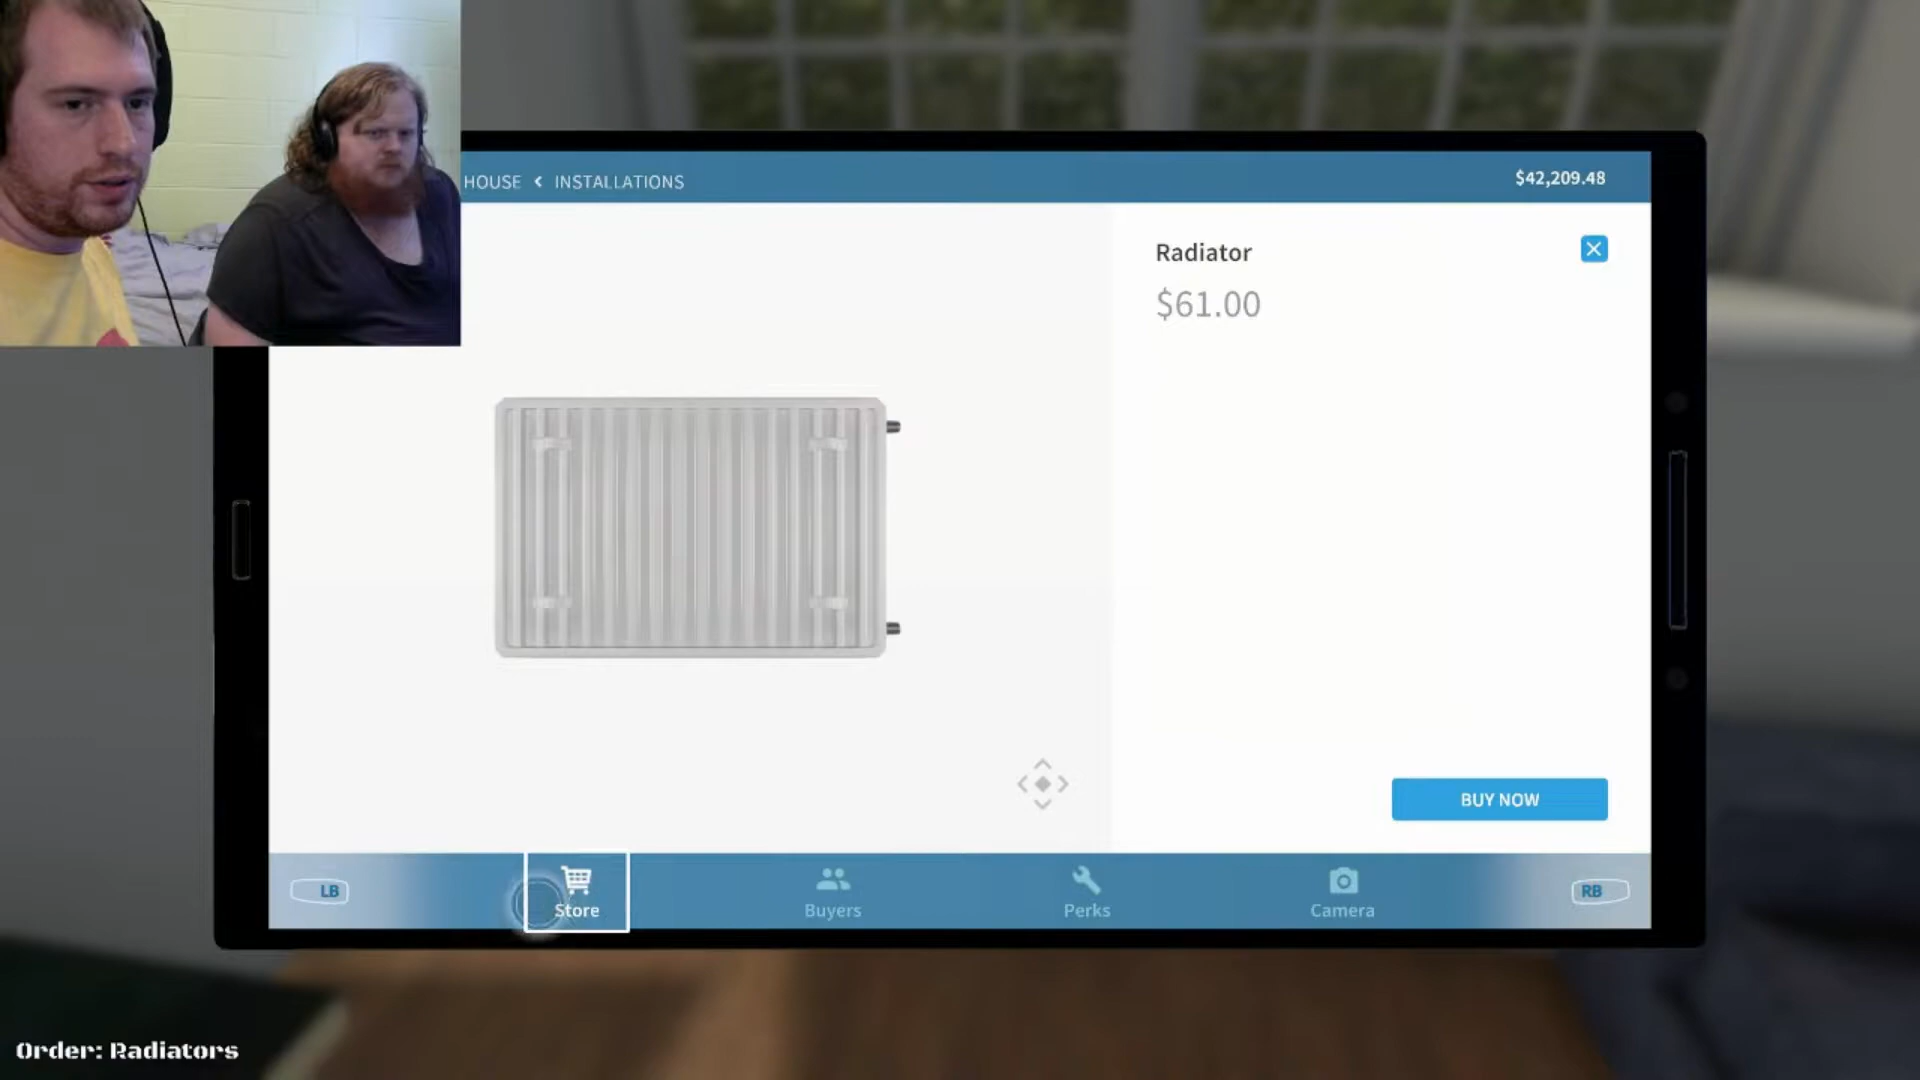 HOUSE < INSTALLATIONS
$42,209.48
Radiator
$61.00
BUY NOW
LB
Store
Buyers
Perks
Camera
RB
Order: Radiators